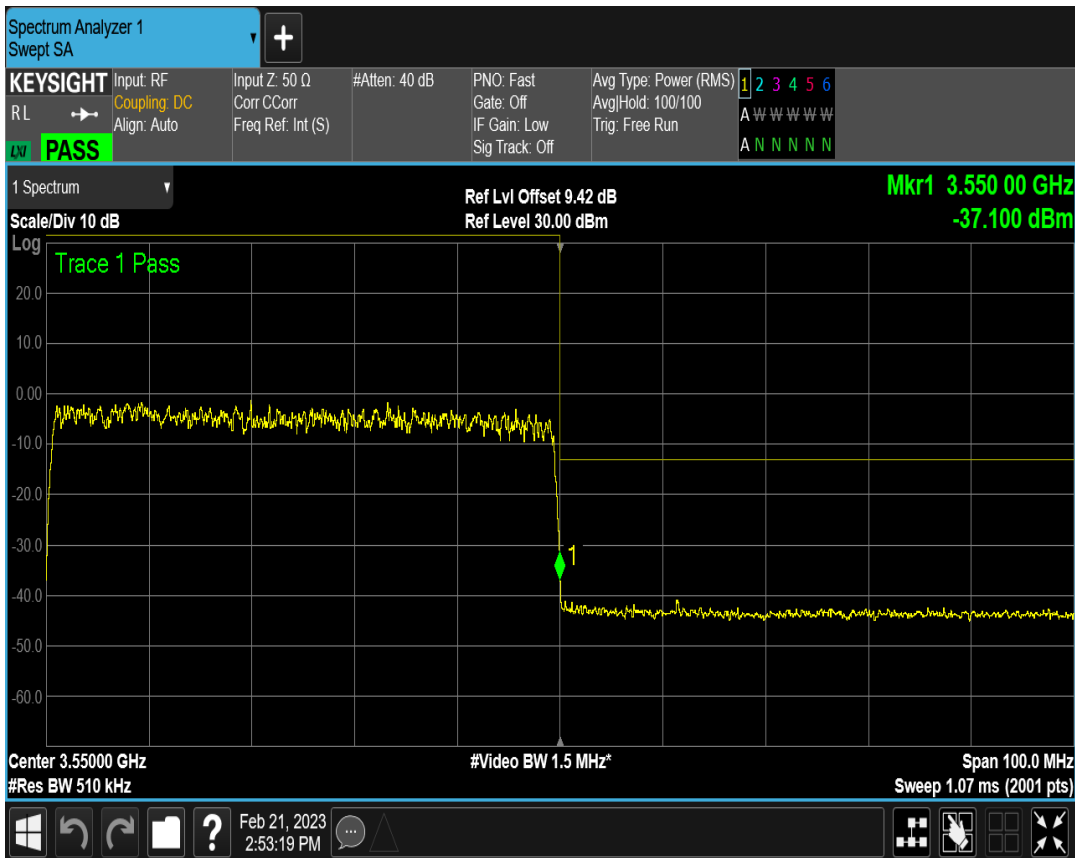 Spectrum Analyzer 1
Swept SA
+
KEYSIGHT
RL
LXI PASS
Input: RF
Coupling: DC
Align: Auto
Input Z: 50 Ω
Corr CCorr
Freq Ref: Int (S)
#Atten: 40 dB
PNO: Fast
Gate: Off
IF Gain: Low
Sig Track: Off
Avg Type: Power (RMS)
Avg|Hold: 100/100
Trig: Free Run
1 2 3 4 5 6
A W W W W W
A N N N N N
1 Spectrum
Scale/Div 10 dB
Ref Lvl Offset 9.42 dB
Ref Level 30.00 dBm
Mkr1 3.550 00 GHz
-37.100 dBm
Log
Trace 1 Pass
20.0
10.0
0.00
-10.0
-20.0
-30.0
-40.0
-50.0
-60.0
1
Center 3.55000 GHz
#Res BW 510 kHz
#Video BW 1.5 MHz*
Span 100.0 MHz
Sweep 1.07 ms (2001 pts)
?
Feb 21, 2023
2:53:19 PM